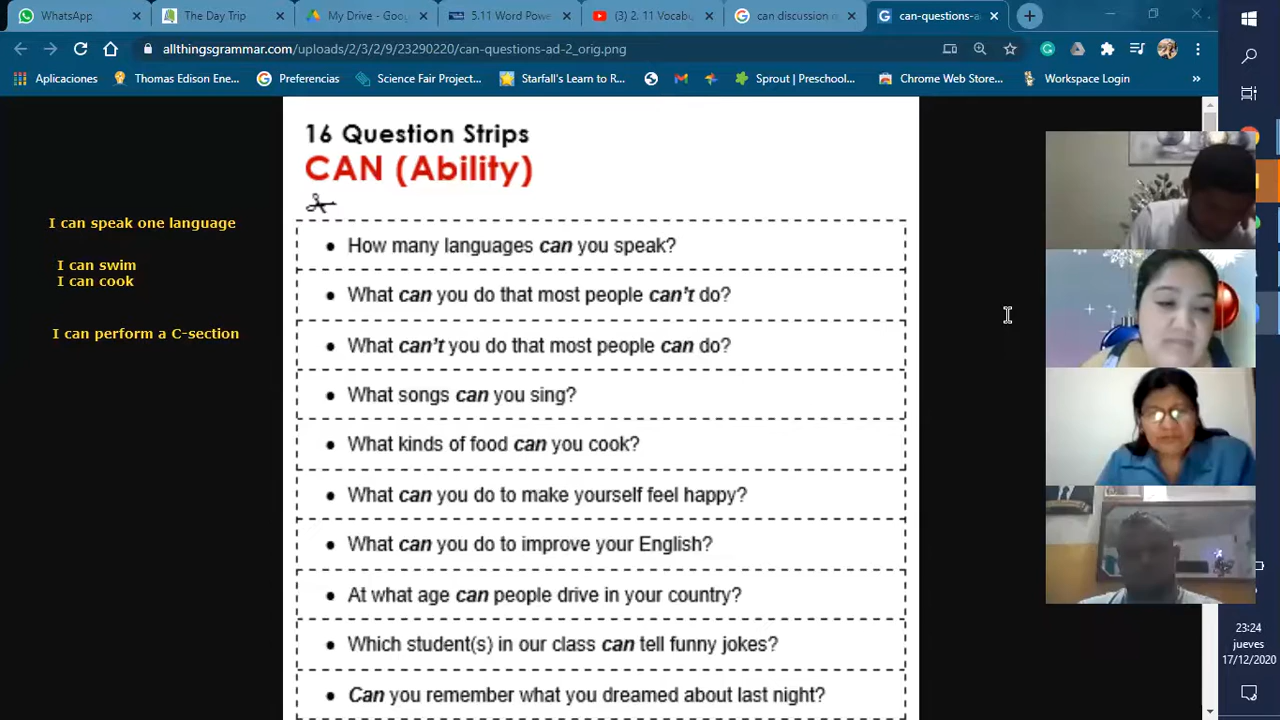 WhatsApp
The Day Trip
My Drive - Goo
5.11 Word Pow
(3) 2. 11 Vocabu
can discussion o
can-questions-a
allthingsgrammar.com/uploads/2/3/2/9/23290220/can-questions-ad-2_orig.png
Aplicaciones
Thomas Edison Ene...
Preferencias
Science Fair Project...
Starfall's Learn to R...
Sprout | Preschool...
Chrome Web Store...
Workspace Login
16 Question Strips
CAN (Ability)
I can speak one language
I can swim
I can cook
I can perform a C-section
• How many languages can you speak?
• What can you do that most people can't do?
• What can't you do that most people can do?
• What songs can you sing?
• What kinds of food can you cook?
• What can you do to make yourself feel happy?
• What can you do to improve your English?
• At what age can people drive in your country?
• Which student(s) in our class can tell funny jokes?
• Can you remember what you dreamed about last night?
23:24
jueves
17/12/2020